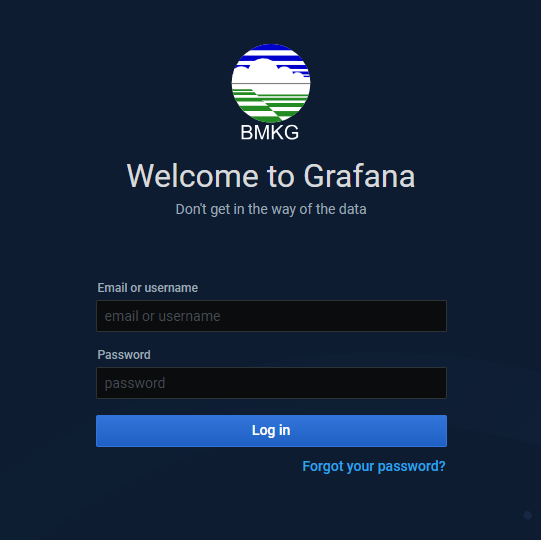 BMKG
Welcome to Grafana
Don't get in the way of the data
Email or username
email or username
Password
password
Log in
Forgot your password?